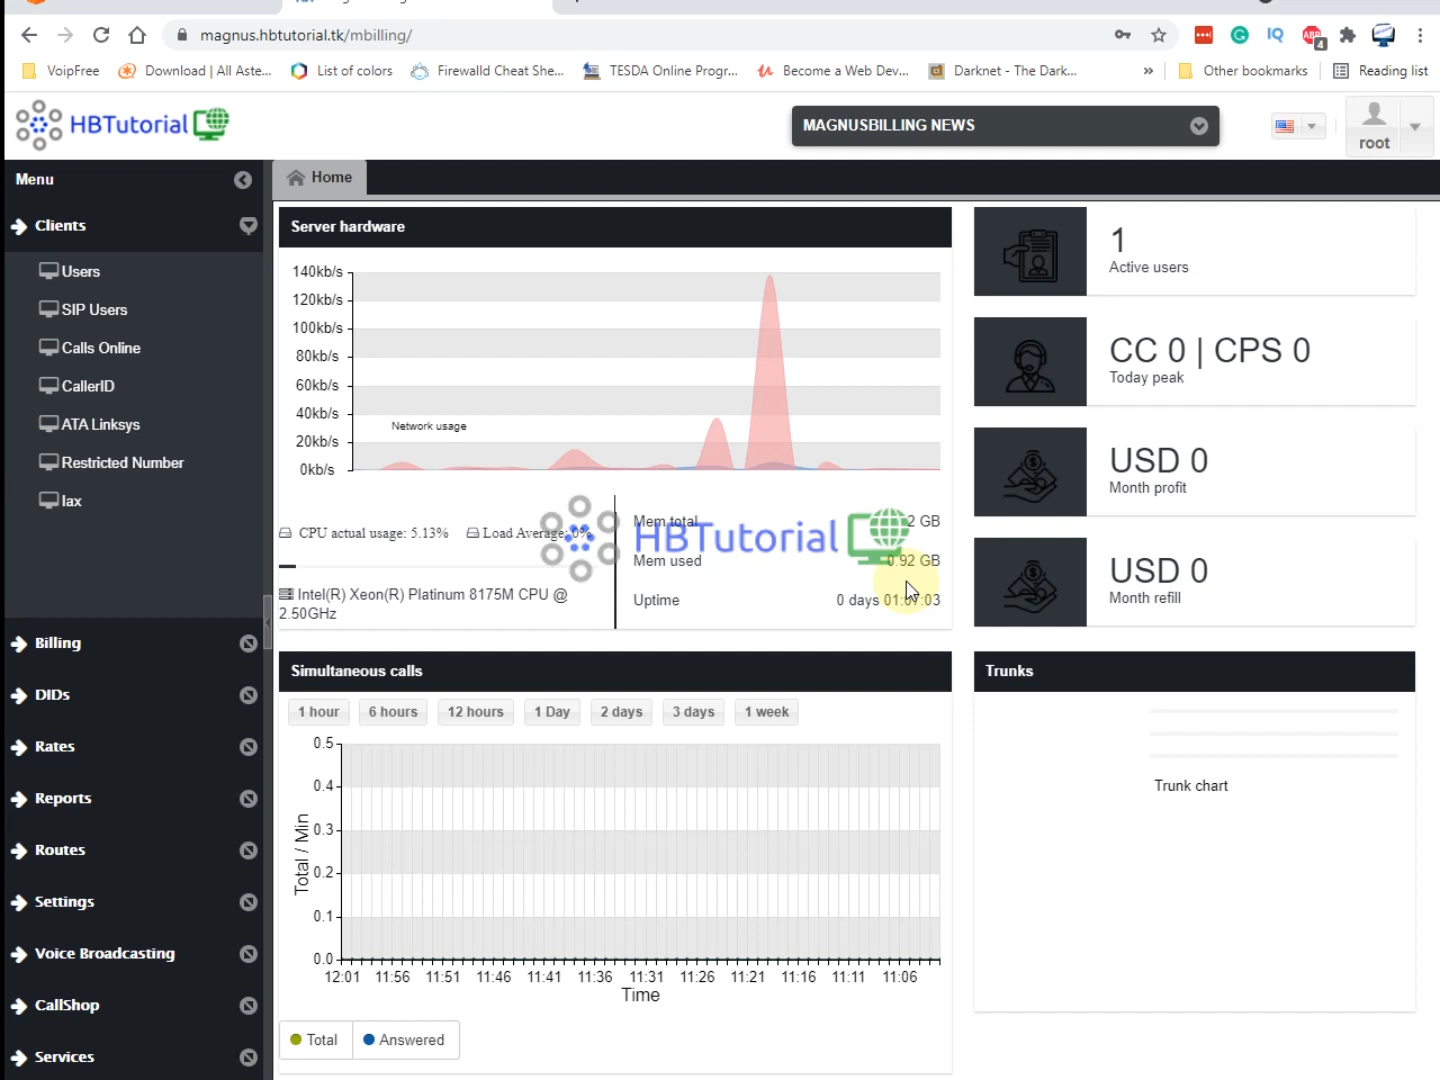 magnus.hbtutorial.tk/mbilling/
4
VoipFree
Download | All Aste...
List of colors
Firewalld Cheat She...
TESDA Online Progr...
Become a Web Dev...
Darknet - The Dark...
»
Other bookmarks
Reading list
HBTutorial
MAGNUSBILLING NEWS
root
Menu
Home
Clients
Users
SIP Users
Calls Online
CallerID
ATA Linksys
Restricted Number
Iax
Billing
DIDs
Rates
Reports
Routes
Settings
Voice Broadcasting
CallShop
Services
Server hardware
140kb/s
120kb/s
100kb/s
80kb/s
60kb/s
40kb/s
20kb/s
0kb/s
Network usage
CPU actual usage: 5.13%
Load Average: 0%
Intel(R) Xeon(R) Platinum 8175M CPU @
2.50GHz
HBTutorial
Mem total
2 GB
Mem used
0.92 GB
Uptime
0 days 01:07:03
1
Active users
CC 0 | CPS 0
Today peak
USD 0
Month profit
USD 0
Month refill
Simultaneous calls
1 hour
6 hours
12 hours
1 Day
2 days
3 days
1 week
Total / Min
0.5
0.4
0.3
0.2
0.1
0.0
12:01 11:56 11:51 11:46 11:41 11:36 11:31 11:26 11:21 11:16 11:11 11:06
Time
Total
Answered
Trunks
Trunk chart